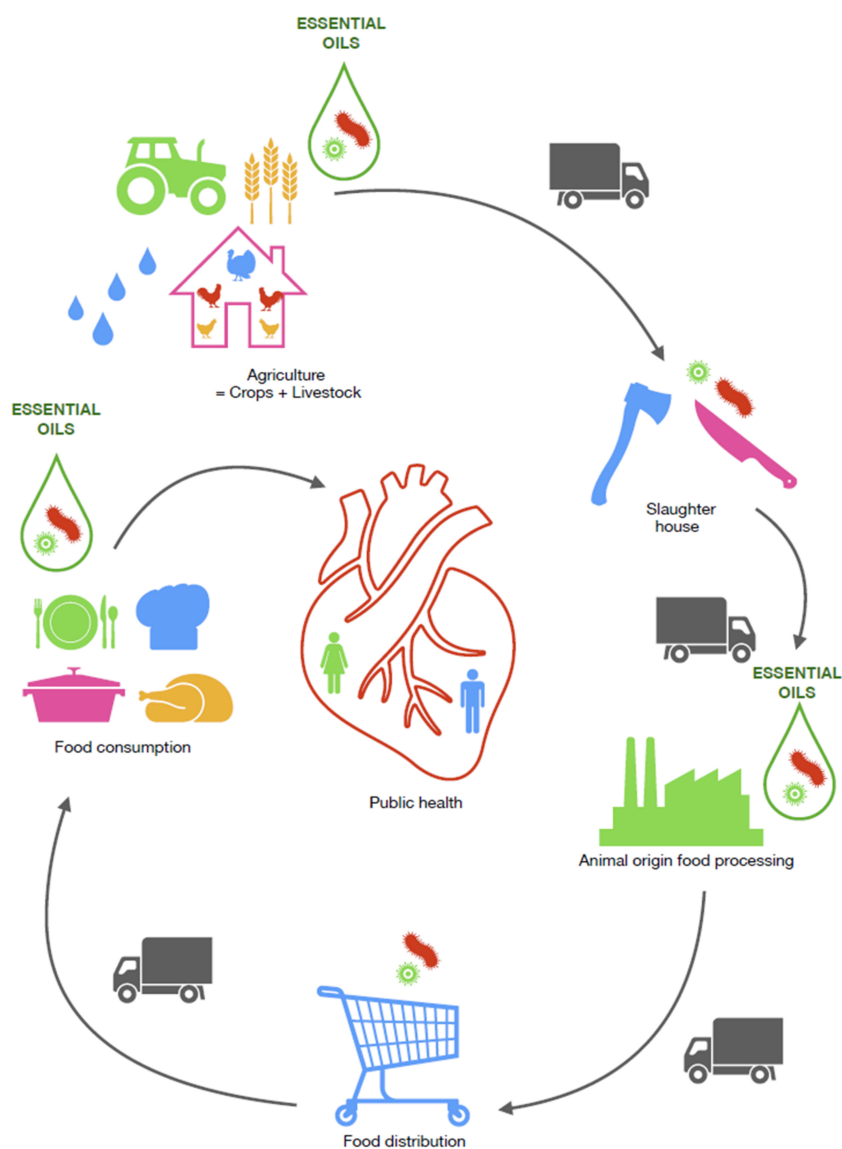 ESSENTIAL
OILS
Agriculture
= Crops + Livestock
Slaughter
house
ESSENTIAL
OILS
Animal origin food processing
Food distribution
ESSENTIAL
OILS
Food consumption
Public health